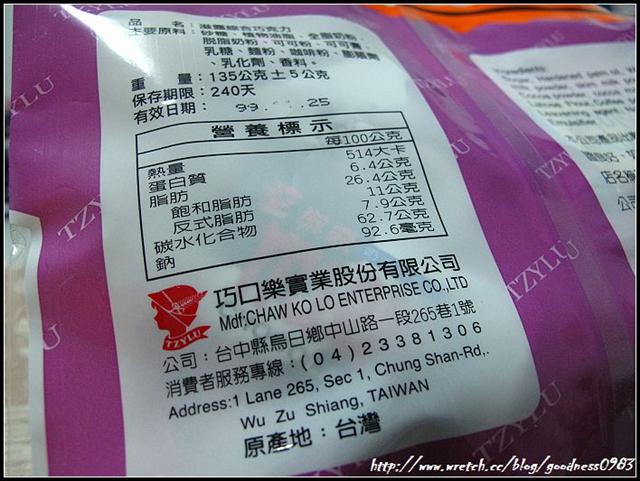 品　名：滋露綜合巧克力
主要原料：砂糖、植物油脂、全脂奶粉、
脫脂奶粉、可可粉、可可膏、
乳糖、麵粉、咖啡粉、膨脹劑
、乳化劑、香料。
重　量：135公克±5公克
保存期限：240天
有效日期： 99. .25
營養標示
每100公克
熱量 514大卡
蛋白質 6.4公克
脂肪 26.4公克
飽和脂肪 11公克
反式脂肪 7.9公克
碳水化合物 62.7公克
鈉 92.6毫克
巧口樂實業股份有限公司
Mdf:CHAW KO LO ENTERPRISE CO.,LTD
TZYLU
公司：台中縣烏日鄉中山路一段265巷1號
消費者服務專線：(04)23381306
Address:1 Lane 265, Sec 1, Chung Shan-Rd,.
Wu Zu Shiang, TAIWAN
原產地：台灣
TZYLU
TZYLU
TZYLU
TZYLU
TZYLU
http://www.wretch.cc/blog/goodness0983